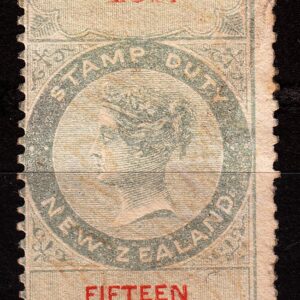 STAMP DUTY
NEW ZEALAND
FIFTEEN